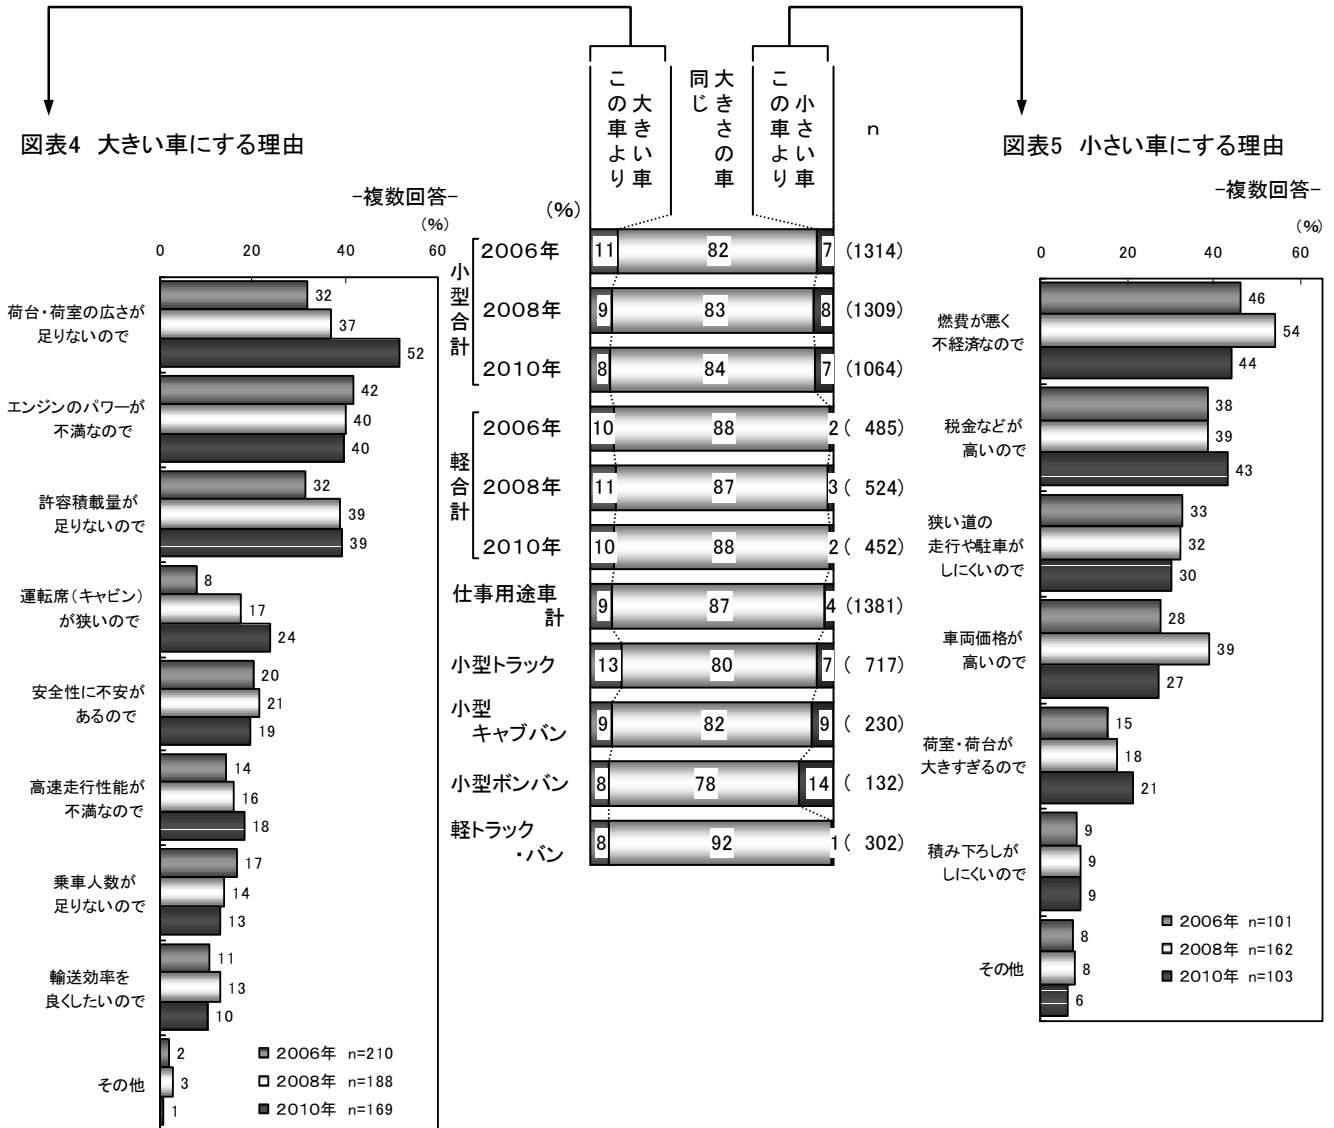 大きい車
この車より
大きさの車
同じ
小さい車
この車より
n
(%)
小型合計
2006年 11 82 7 (1314)
2008年 9 83 8 (1309)
2010年 8 84 7 (1064)
軽合計
2006年 10 88 2 ( 485)
2008年 11 87 3 ( 524)
2010年 10 88 2 ( 452)
仕事用途車
計
9 87 4 (1381)
小型トラック 13 80 7 ( 717)
小型
キャブバン
9 82 9 ( 230)
小型ボンバン 8 78 14 ( 132)
軽トラック
・バン
8 92 1 ( 302)
図表4 大きい車にする理由
-複数回答-
(%)
0 20 40 60
荷台・荷室の広さが
足りないので
32
37
52
エンジンのパワーが
不満なので
42
40
40
許容積載量が
足りないので
32
39
39
運転席(キャビン)
が狭いので
8
17
24
安全性に不安が
あるので
20
21
19
高速走行性能が
不満なので
14
16
18
乗車人数が
足りないので
17
14
13
輸送効率を
良くしたいので
11
13
10
その他
2
3
1
2006年 n=210
2008年 n=188
2010年 n=169
図表5 小さい車にする理由
-複数回答-
(%)
0 20 40 60
燃費が悪く
不経済なので
46
54
44
税金などが
高いので
38
39
43
狭い道の
走行や駐車が
しにくいので
33
32
30
車両価格が
高いので
28
39
27
荷室・荷台が
大きすぎるので
15
18
21
積み下ろしが
しにくいので
9
9
9
その他
8
8
6
2006年 n=101
2008年 n=162
2010年 n=103